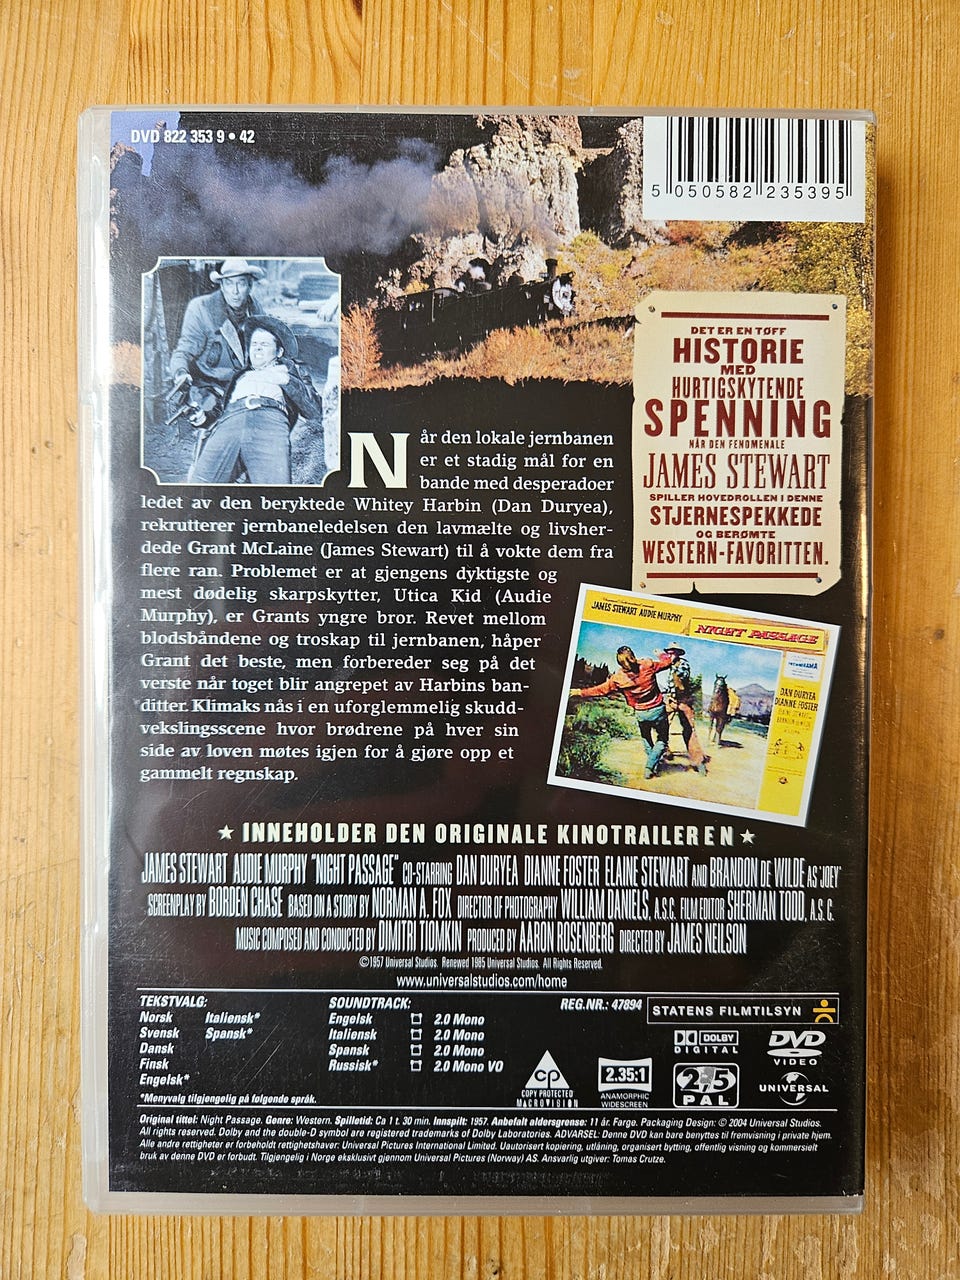 DVD 822 353 9 • 42
5 050582 235395
DET ER EN TØFF
HISTORIE
MED
HURTIGSKYTENDE
SPENNING
NÅR DEN FENOMENALE
JAMES STEWART
SPILLER HOVEDROLLEN I DENNE
STJERNESPEKKEDE
OG BERØMTE
WESTERN-FAVORITTEN.
Når den lokale jernbanen
er et stadig mål for en
bande med desperadoer
ledet av den beryktede Whitey Harbin (Dan Duryea),
rekrutterer jernbaneledelsen den lavmælte og livsher-
dede Grant McLaine (James Stewart) til å vokte dem fra
flere ran. Problemet er at gjengens dyktigste og
mest dødelig skarpskytter, Utica Kid (Audie
Murphy), er Grants yngre bror. Revet mellom
blodsbåndene og troskap til jernbanen, håper
Grant det beste, men forbereder seg på det
verste når toget blir angrepet av Harbins ban-
ditter. Klimaks nås i en uforglemmelig skudd-
vekslingsscene hvor brødrene på hver sin
side av loven møtes igjen for å gjøre opp et
gammelt regnskap.
JAMES STEWART AUDIE MURPHY
NIGHT PASSAGE
TECHNIRAMA
DAN DURYEA
DIANNE FOSTER
ELAINE STEWART
BRANDON DE WILDE
★ INNEHOLDER DEN ORIGINALE KINOTRAILEREN ★
JAMES STEWART AUDIE MURPHY "NIGHT PASSAGE" CO-STARRING DAN DURYEA DIANNE FOSTER ELAINE STEWART AND BRANDON DE WILDE AS 'JOEY'
SCREENPLAY BY BORDEN CHASE BASED ON A STORY BY NORMAN A. FOX DIRECTOR OF PHOTOGRAPHY WILLIAM DANIELS, A.S.C. FILM EDITOR SHERMAN TODD, A.S.C.
MUSIC COMPOSED AND CONDUCTED BY DIMITRI TIOMKIN PRODUCED BY AARON ROSENBERG DIRECTED BY JAMES NEILSON
©1957 Universal Studios. Renewed 1985 Universal Studios. All Rights Reserved.
www.universalstudios.com/home
TEKSTVALG:
Norsk Italiensk*
Svensk Spansk*
Dansk
Finsk
Engelsk*
*Menyvalg tilgjengelig på følgende språk.
SOUNDTRACK:
Engelsk 2.0 Mono
Italiensk 2.0 Mono
Spansk 2.0 Mono
Russisk* 2.0 Mono VO
REG.NR.: 47894
STATENS FILMTILSYN
CP
COPY PROTECTED
MACROVISION
2.35:1
ANAMORPHIC
WIDESCREEN
DOLBY
DIGITAL
2,5
PAL
DVD
VIDEO
UNIVERSAL
Original tittel: Night Passage. Genre: Western. Spilletid: Ca 1 t. 30 min. Innspilt: 1957. Anbefalt aldersgrense: 11 år. Farge. Packaging Design: © 2004 Universal Studios.
All rights reserved. Dolby and the double-D symbol are registered trademarks of Dolby Laboratories. ADVARSEL: Denne DVD kan bare benyttes til fremvisning i private hjem.
Alle andre rettigheter er forbeholdt rettighetshaver: Universal Pictures International Limited. Uautorisert kopiering, utlåning, organisert bytting, offentlig visning og kommersielt
bruk av denne DVD er forbudt. Tilgjengelig i Norge eksklusivt gjennom Universal Pictures (Norway) AS. Ansvarlig utgiver: Tomas Crutze.